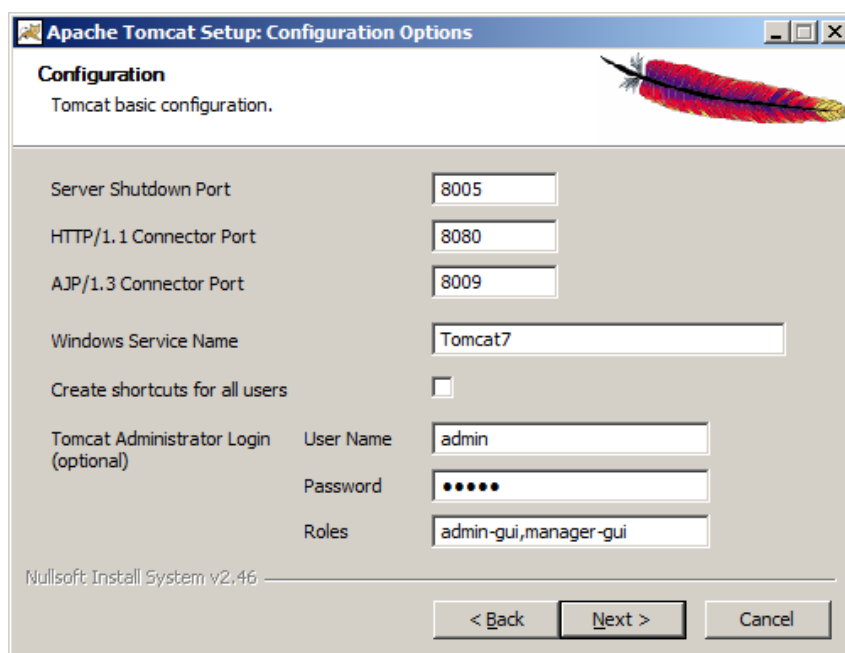 Apache Tomcat Setup: Configuration Options
Configuration
Tomcat basic configuration.
Server Shutdown Port 8005
HTTP/1.1 Connector Port 8080
AJP/1.3 Connector Port 8009
Windows Service Name Tomcat7
Create shortcuts for all users
Tomcat Administrator Login User Name admin
(optional)
Password •••••
Roles admin-gui,manager-gui
Nullsoft Install System v2.46
< Back Next > Cancel